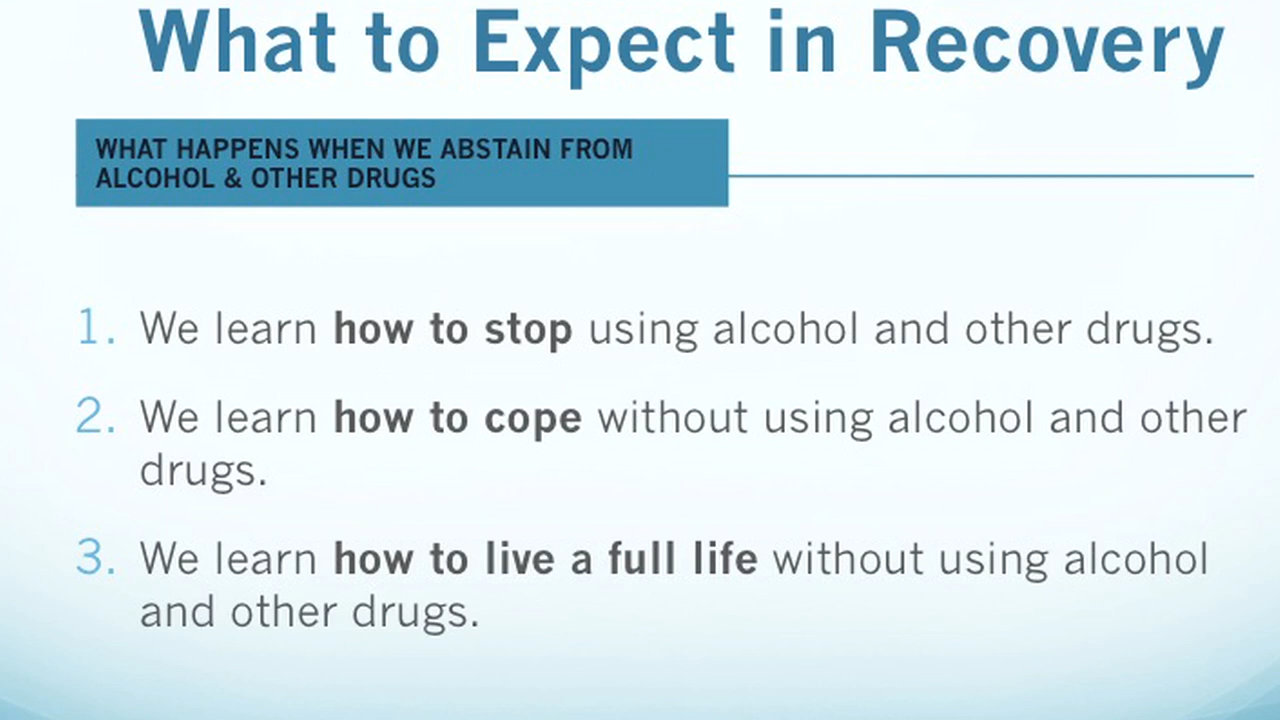 What to Expect in Recovery
WHAT HAPPENS WHEN WE ABSTAIN FROM
ALCOHOL & OTHER DRUGS
1. We learn how to stop using alcohol and other drugs.
2. We learn how to cope without using alcohol and other
drugs.
3. We learn how to live a full life without using alcohol
and other drugs.